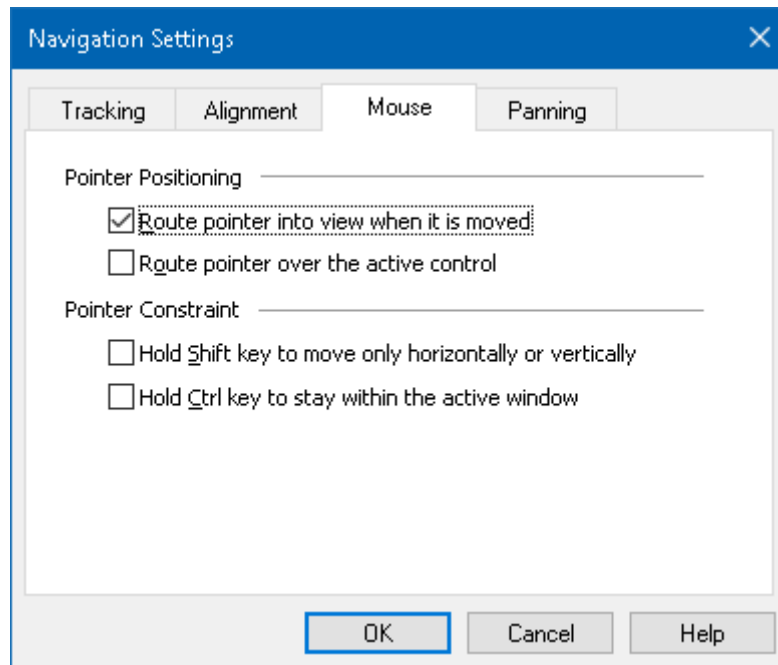 Navigation Settings
Tracking Alignment Mouse Panning
Pointer Positioning
Route pointer into view when it is moved
Route pointer over the active control
Pointer Constraint
Hold Shift key to move only horizontally or vertically
Hold Ctrl key to stay within the active window
OK Cancel Help